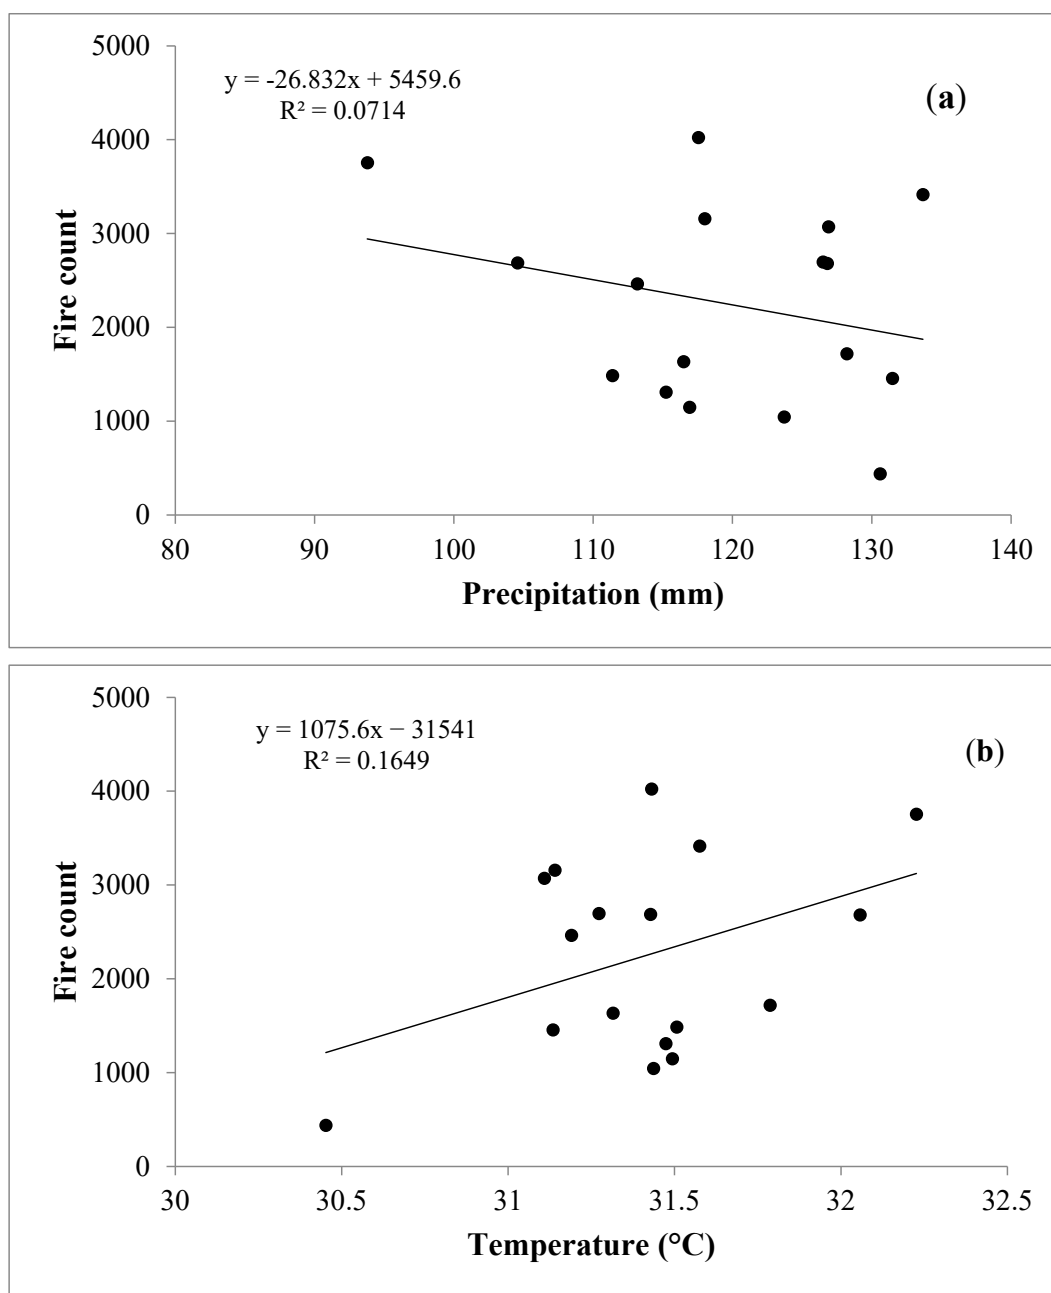 5000
y = -26.832x + 5459.6
R² = 0.0714
(a)
4000
3000
2000
1000
0
Fire count
80 90 100 110 120 130 140
Precipitation (mm)
5000
y = 1075.6x − 31541
R² = 0.1649
(b)
4000
3000
2000
1000
0
Fire count
30 30.5 31 31.5 32 32.5
Temperature (°C)